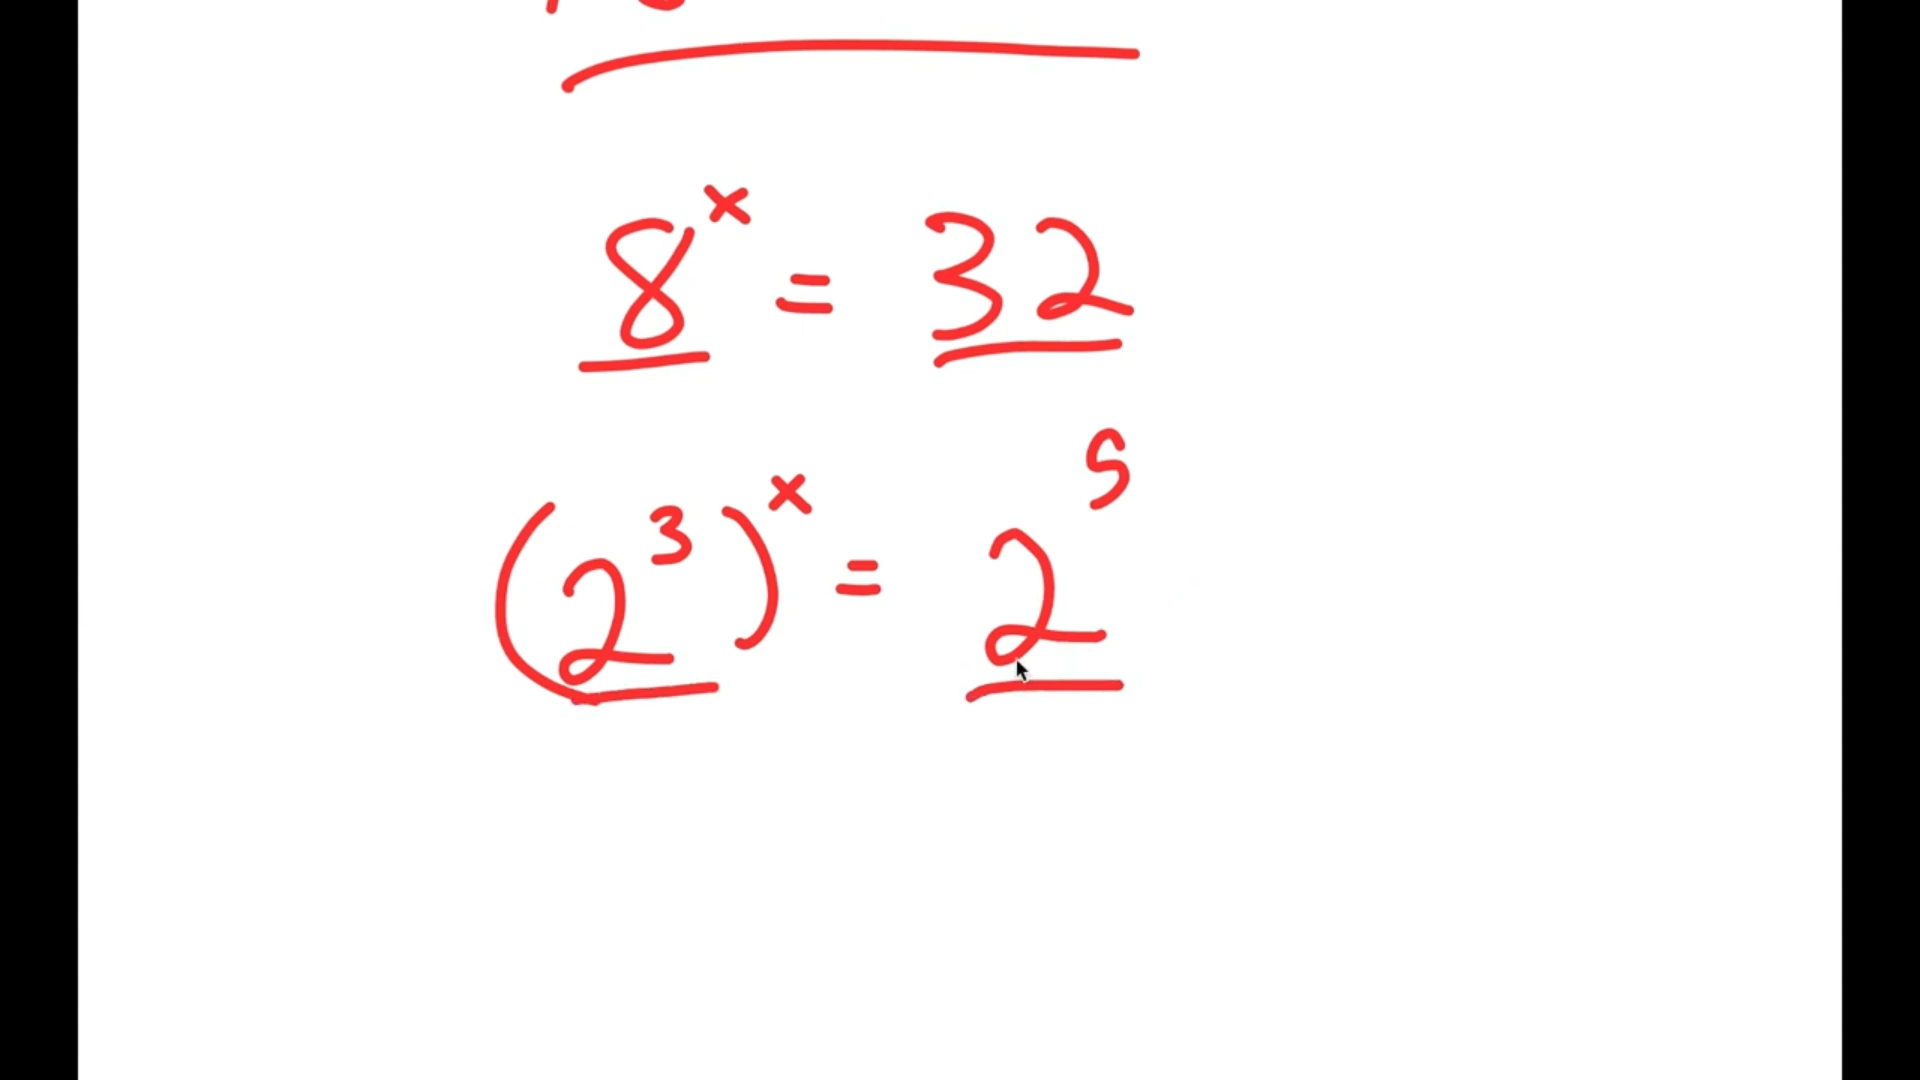 8^x = 32
(2^3)^x = 2^5